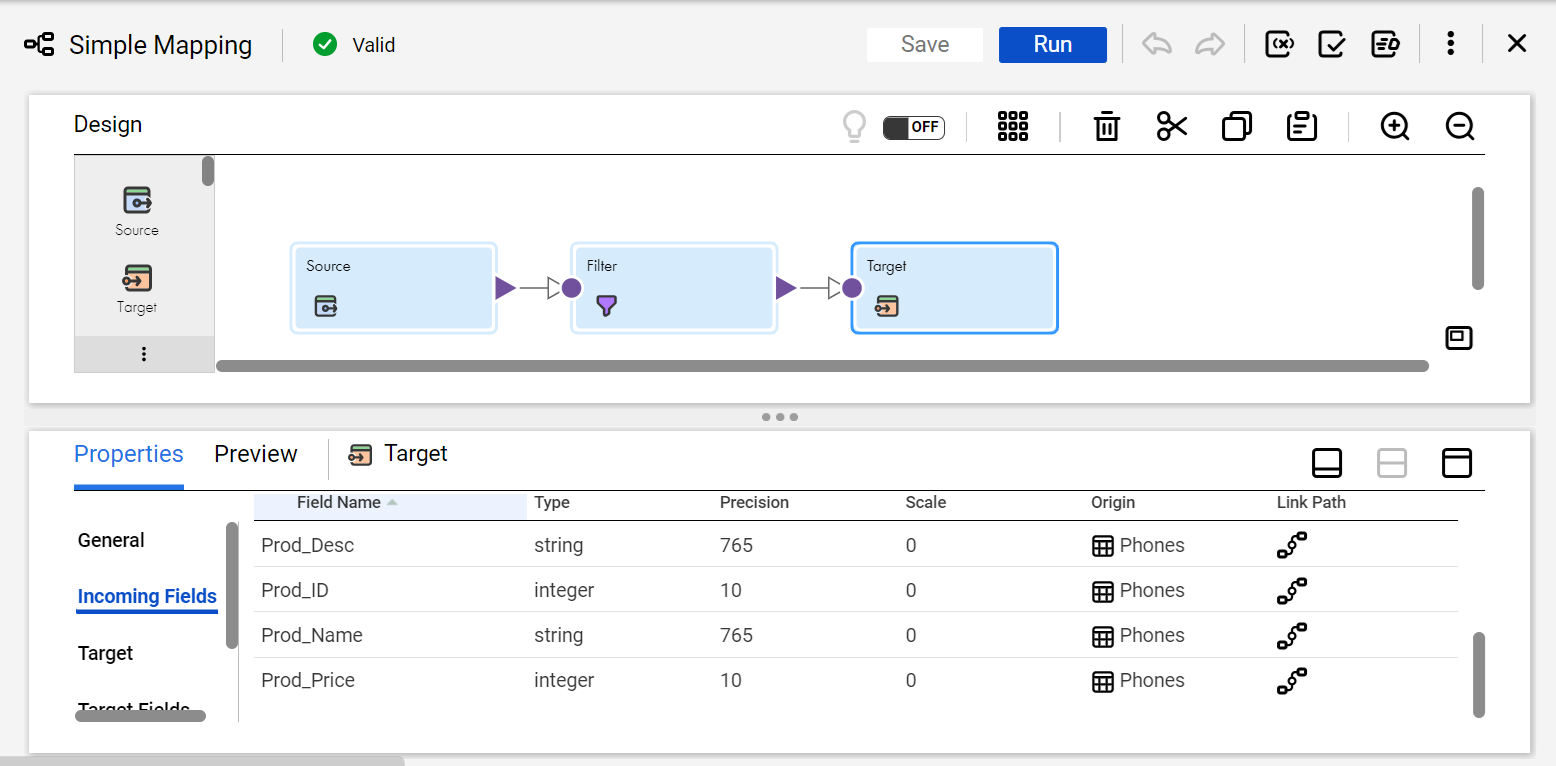 Simple Mapping Valid Save Run
Design OFF
Source
Target
Source Filter Target
Properties Preview Target
General
Incoming Fields
Target
Target Fields
Field Name Type Precision Scale Origin Link Path
Prod_Desc string 765 0 Phones
Prod_ID integer 10 0 Phones
Prod_Name string 765 0 Phones
Prod_Price integer 10 0 Phones